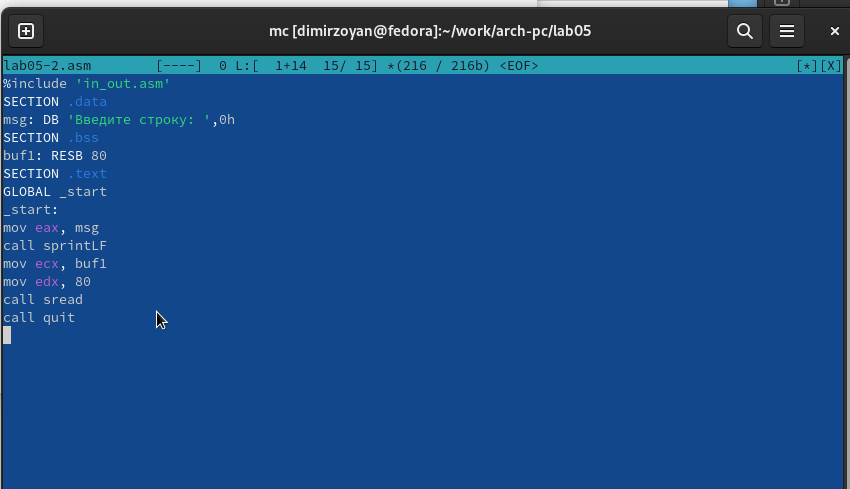 mc [dimirzoyan@fedora]:~/work/arch-pc/lab05
lab05-2.asm [----] 0 L:[ 1+14 15/ 15] *(216 / 216b) <EOF> [*][X]
%include 'in_out.asm'
SECTION .data
msg: DB 'Введите строку: ',0h
SECTION .bss
buf1: RESB 80
SECTION .text
GLOBAL _start
_start:
mov eax, msg
call sprintLF
mov ecx, buf1
mov edx, 80
call sread
call quit